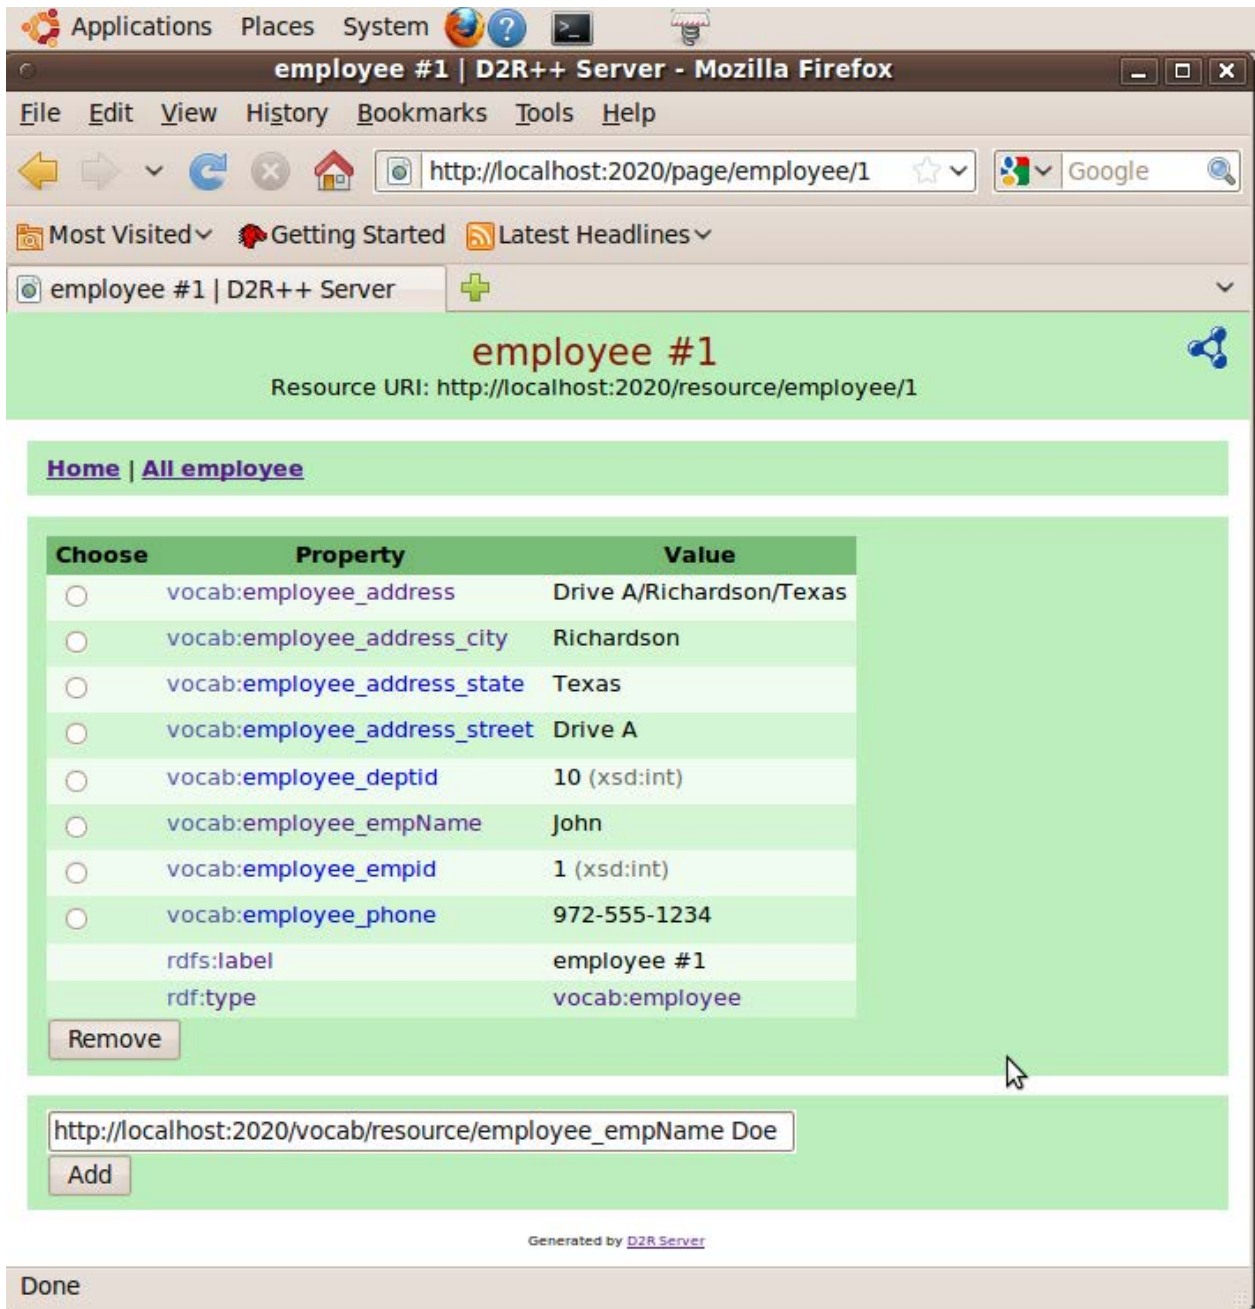 Applications Places System
employee #1 | D2R++ Server - Mozilla Firefox
File Edit View History Bookmarks Tools Help
http://localhost:2020/page/employee/1 Google
Most Visited Getting Started Latest Headlines
employee #1 | D2R++ Server
employee #1
Resource URI: http://localhost:2020/resource/employee/1
Home | All employee
Choose Property Value
vocab:employee_address Drive A/Richardson/Texas
vocab:employee_address_city Richardson
vocab:employee_address_state Texas
vocab:employee_address_street Drive A
vocab:employee_deptid 10 (xsd:int)
vocab:employee_empName John
vocab:employee_empid 1 (xsd:int)
vocab:employee_phone 972-555-1234
rdfs:label employee #1
rdf:type vocab:employee
Remove
http://localhost:2020/vocab/resource/employee_empName Doe
Add
Generated by D2R Server
Done